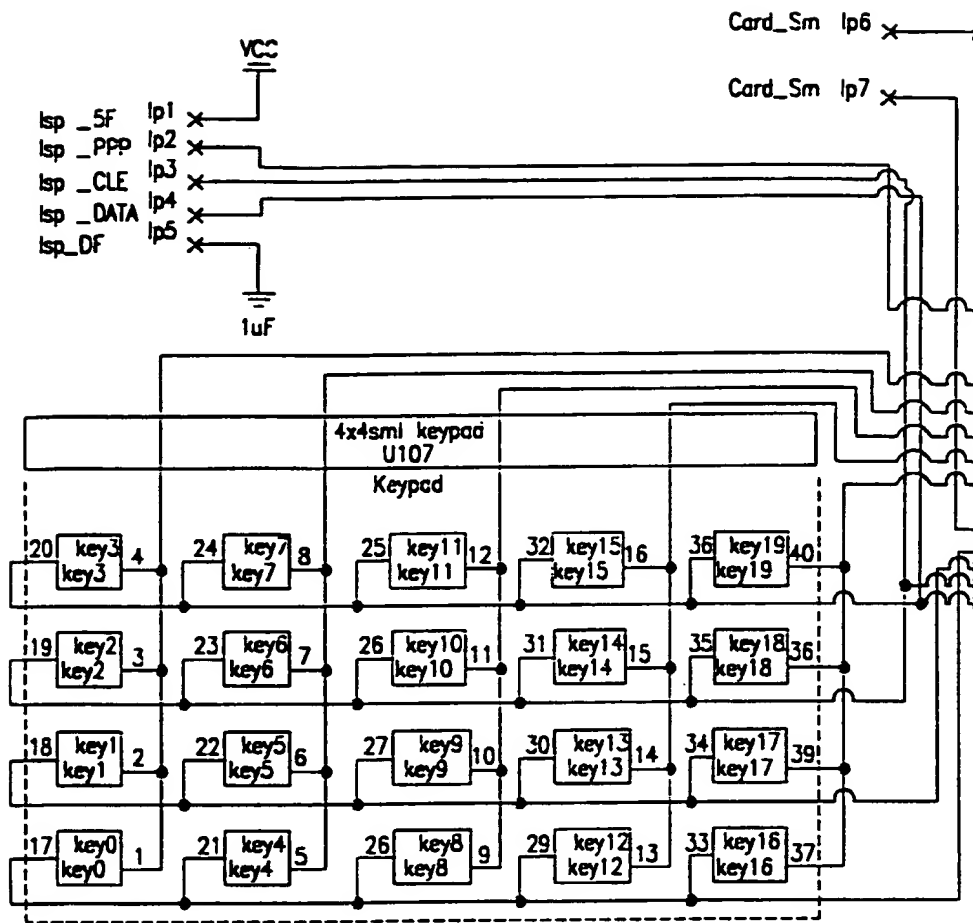 Card_Sm Ip6
VCC
Card_Sm Ip7
Isp _5F Ip1
Isp _PPP Ip2
Isp _CLE Ip3
Isp _DATA Ip4
Isp_DF Ip5
1uF
4x4smi keypad
U107
Keypad
20 key3 4 24 key7 8 25 key11 12 32 key15 16 36 key19 40
key3 key7 key11 key15 key19
19 key2 3 23 key6 7 26 key10 11 31 key14 15 35 key18 36
key2 key6 key10 key14 key18
18 key1 2 22 key5 6 27 key9 10 30 key13 14 34 key17 39
key1 key5 key9 key13 key17
17 key0 1 21 key4 5 26 key8 9 29 key12 13 33 key16 37
key0 key4 key8 key12 key16